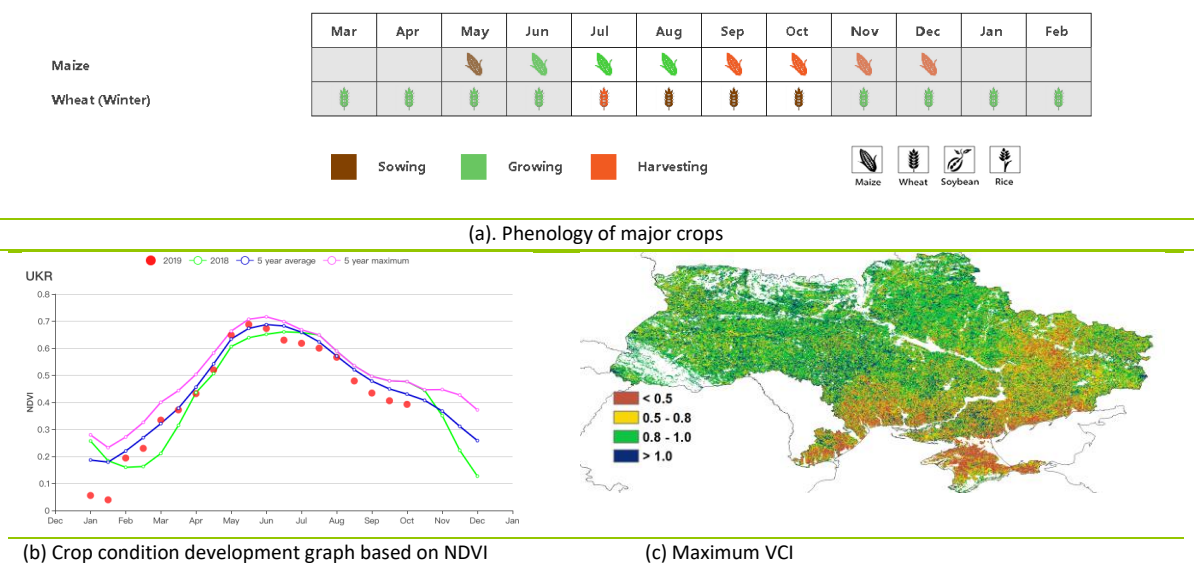 Mar Apr May Jun Jul Aug Sep Oct Nov Dec Jan Feb
Maize
Wheat (Winter)
Sowing Growing Harvesting
Maize Wheat Soybean Rice
(a). Phenology of major crops
2019 2018 5 year average 5 year maximum
UKR
0.8
0.7
0.6
0.5
0.4
0.3
0.2
0.1
0
NDVI
Dec Jan Feb Mar Apr May Jun Jul Aug Sep Oct Nov Dec Jan
< 0.5
0.5 - 0.8
0.8 - 1.0
> 1.0
(b) Crop condition development graph based on NDVI (c) Maximum VCI